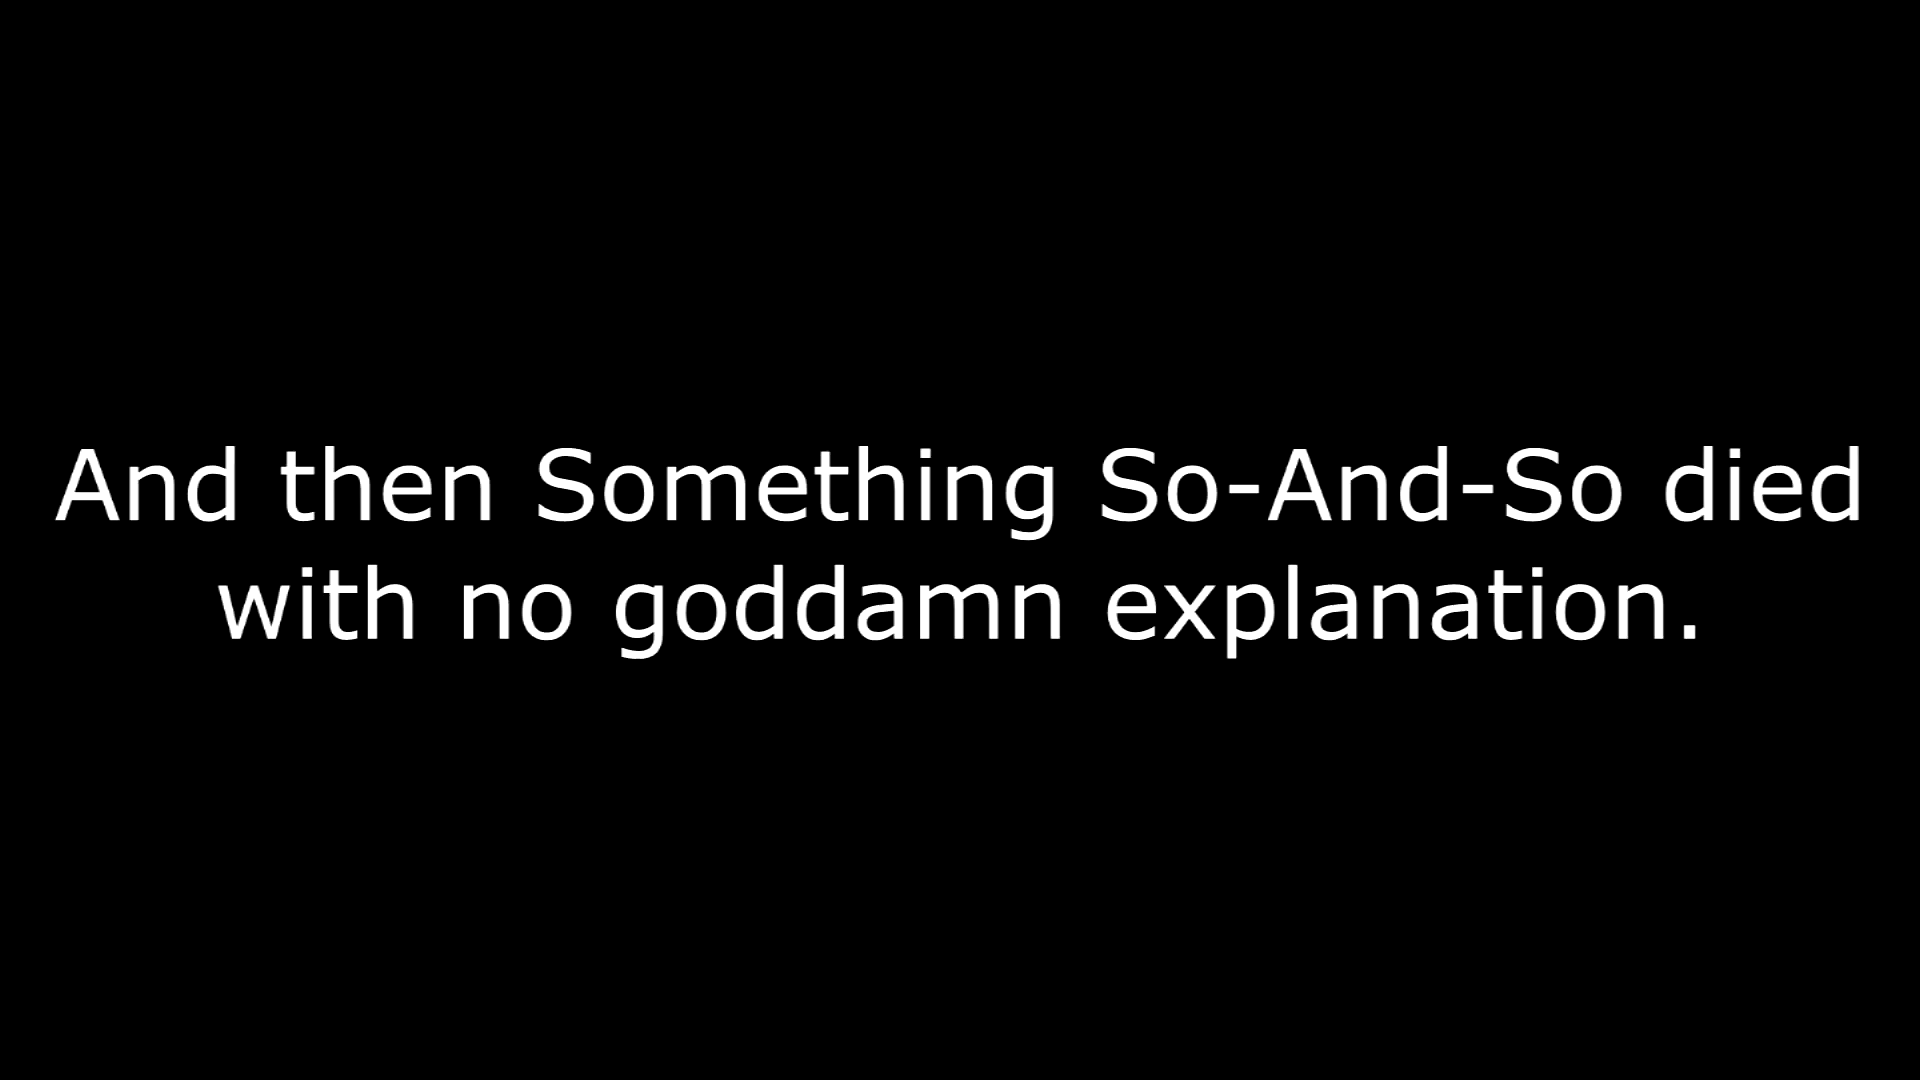 And then Something So-And-So died
with no goddamn explanation.